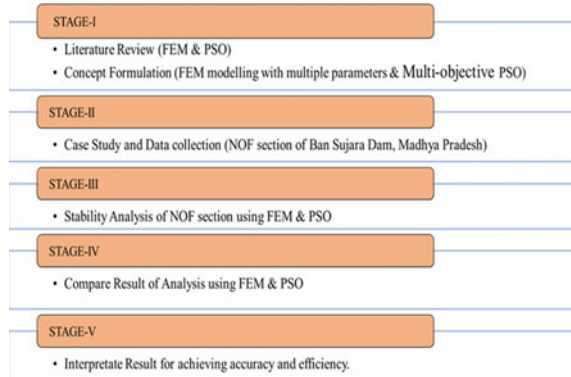 STAGE-I
• Literature Review (FEM & PSO)
• Concept Formulation (FEM modelling with multiple parameters & Multi-objective PSO)
STAGE-II
• Case Study and Data collection (NOF section of Ban Sujara Dam, Madhya Pradesh)
STAGE-III
• Stability Analysis of NOF section using FEM & PSO
STAGE-IV
• Compare Result of Analysis using FEM & PSO
STAGE-V
• Interpretate Result for achieving accuracy and efficiency.